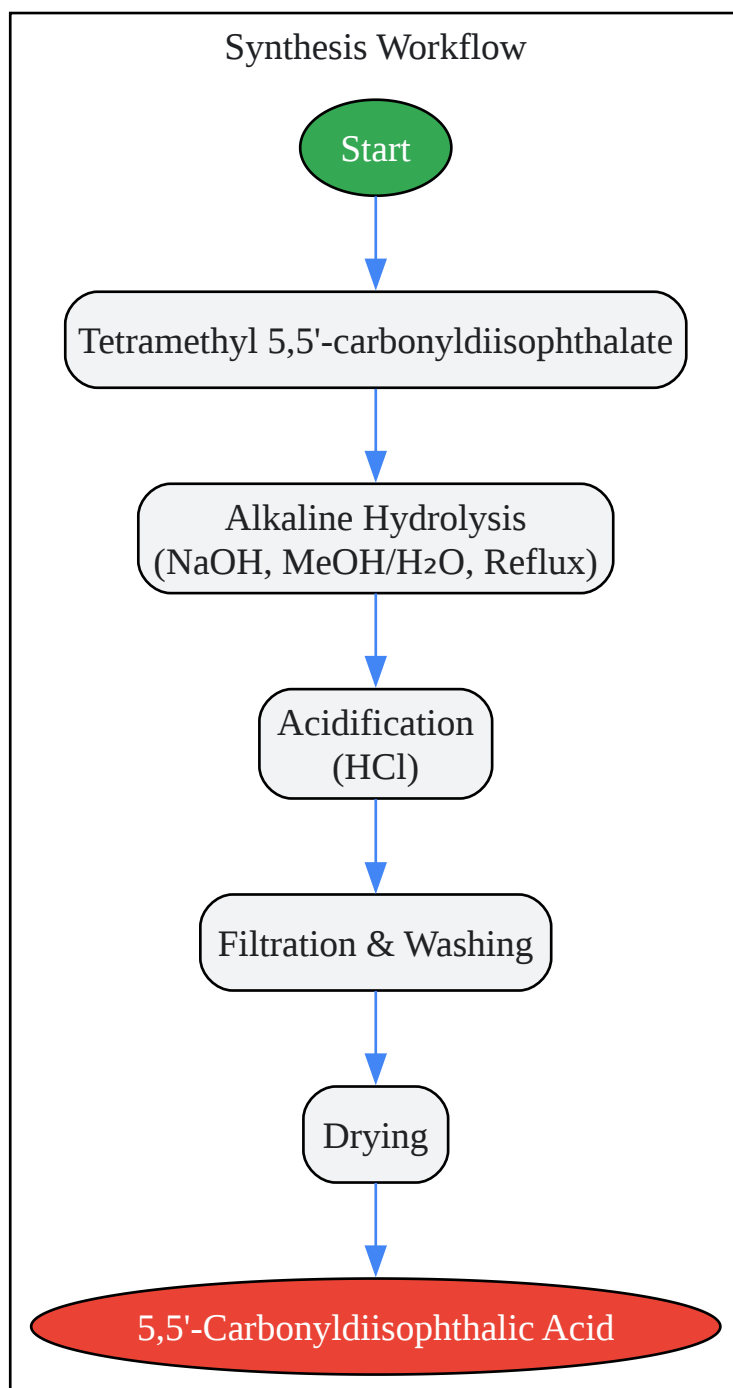 Synthesis Workflow
Start
Tetramethyl 5,5'-carbonyldiisophthalate
Alkaline Hydrolysis
(NaOH, MeOH/H₂O, Reflux)
Acidification
(HCl)
Filtration & Washing
Drying
5,5'-Carbonyldiisophthalic Acid